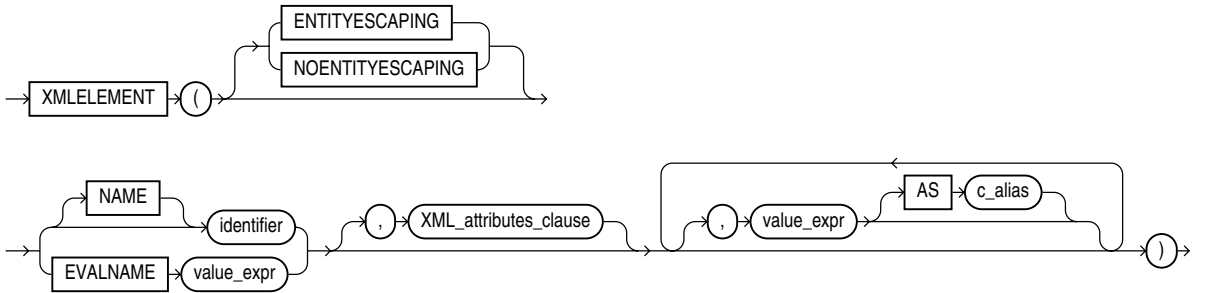 ENTITYESCAPING
NOENTITYESCAPING
XMLELEMENT (
NAME
identifier
EVALNAME value_expr
, XML_attributes_clause
, value_expr
AS c_alias
)